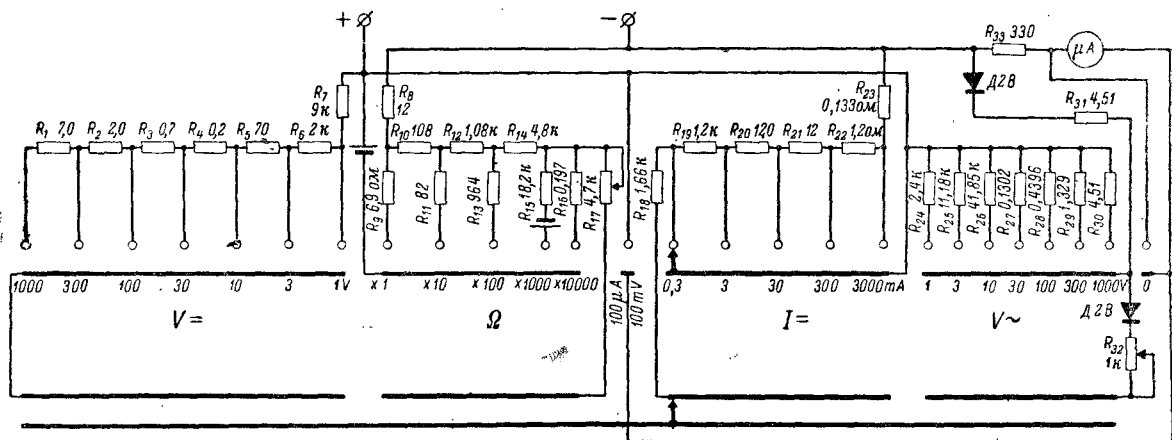 +
−
R33 330
μA
Д2В
R31 4,51
R7 9к
R8 12
R23 0,133ом
R1 7,0
R2 2,0
R3 0,7
R4 0,2
R5 70
R6 2к
R10 108
R12 1,08к
R14 4,8к
R19 1,2к
R20 120
R21 12
R22 1,2ом
R9 6,9 ом
R11 82
R13 964
R15 18,2к
R16 0,197
R17 4,7к
R18 1,66к
R24 2,4к
R25 11,18к
R26 41,85к
R27 0,1302
R28 0,4396
R29 1,329
R30 4,51
1000 300 100 30 10 3 1V
×1 ×10 ×100 ×1000 ×10000
100μA
100mV
0,3 3 30 300 3000mA
1 3 10 30 100 300 1000V 0
V=
Ω
I=
V~
Д2В
R32 1к